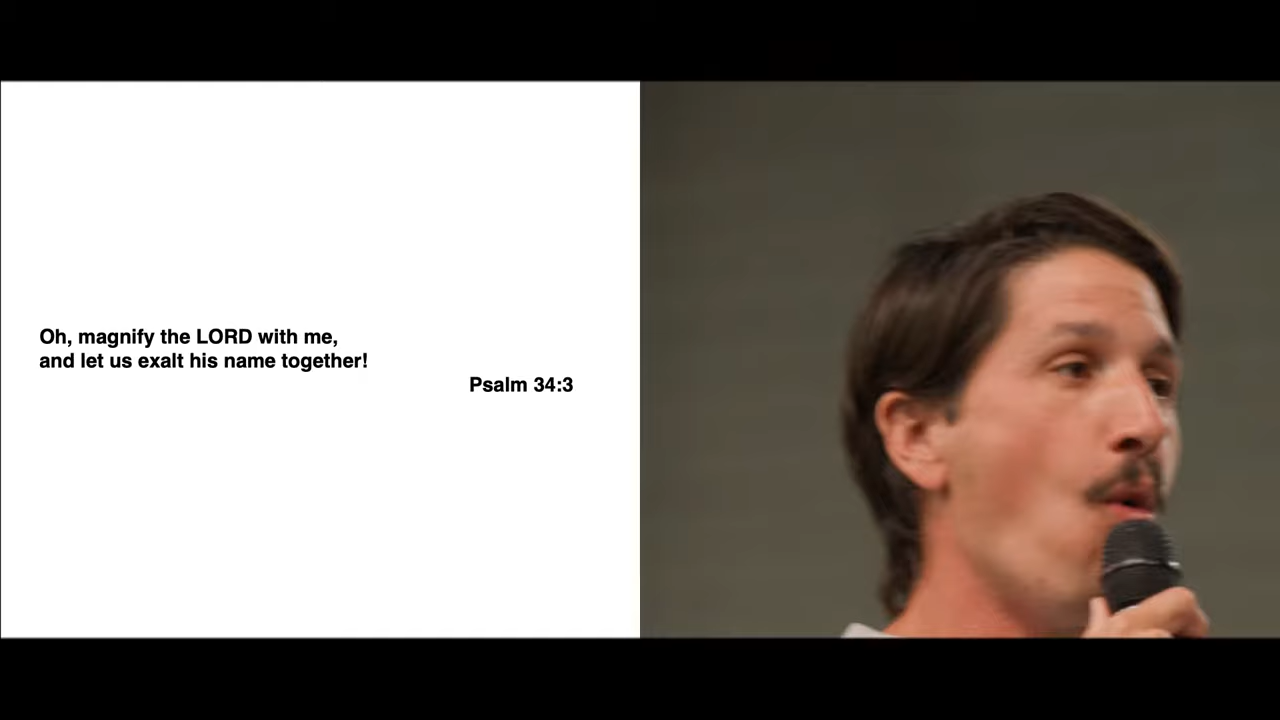 Oh, magnify the LORD with me,
and let us exalt his name together!
Psalm 34:3